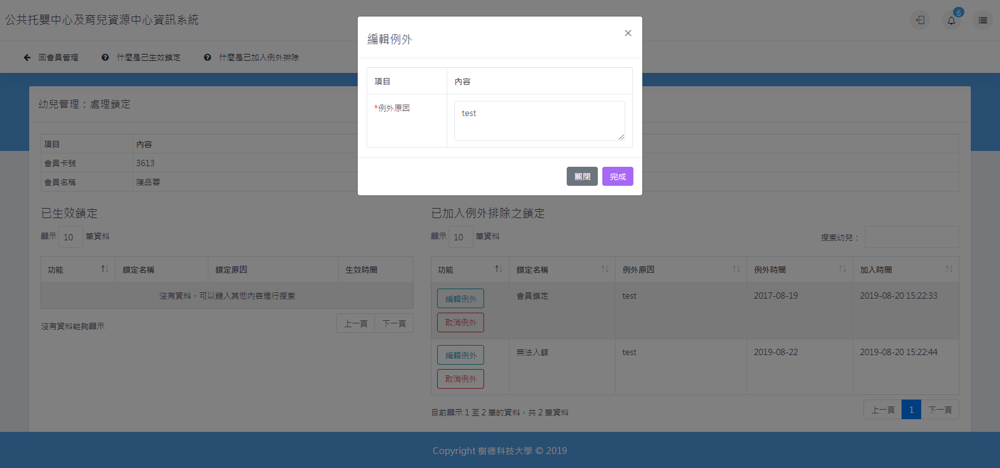 公共托嬰中心及育兒資源中心資訊系統
6
回會員管理 什麼是已生效鎖定 什麼是已加入例外排除
編輯例外
×
項目 內容
*例外原因 test
關閉 完成
幼兒管理：處理鎖定
項目 內容
會員卡號 3613
會員名稱 陳品蓉
已生效鎖定
顯示 10 筆資料
功能 鎖定名稱 鎖定原因 生效時間
沒有資料，可以鍵入其他內容進行搜索
沒有資料能夠顯示
上一頁 下一頁
已加入例外排除之鎖定
顯示 10 筆資料 搜索幼兒：
功能 鎖定名稱 例外原因 例外時間 加入時間
編輯例外 會員鎖定 test 2017-08-19 2019-08-20 15:22:33
取消例外
編輯例外 無法入館 test 2019-08-22 2019-08-20 15:22:44
取消例外
目前顯示 1 至 2 筆的資料，共 2 筆資料
上一頁 1 下一頁
Copyright 樹德科技大學 © 2019